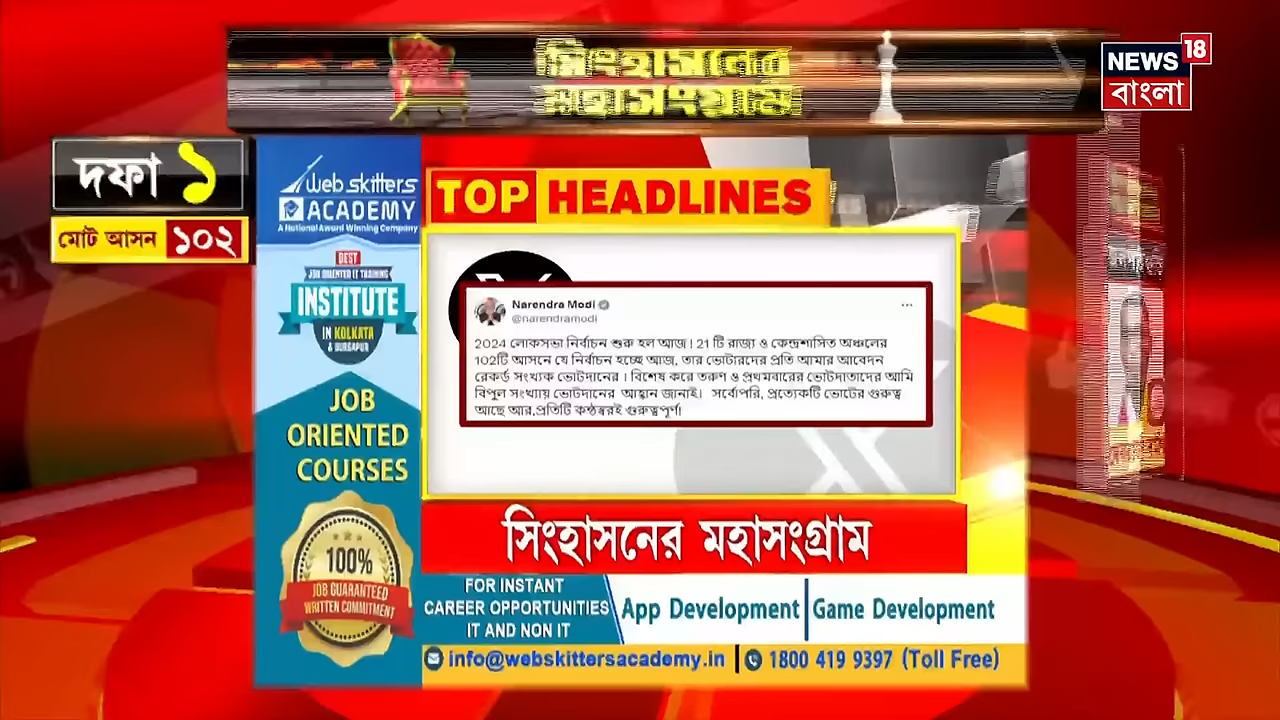 সিংহাসনের
মহাসংগ্রাম
NEWS 18
বাংলা
দফা ১
মোট আসন ১০২
Webskitters
ACADEMY
A National Award Winning Company
BEST
JOB ORIENTED IT TRAINING
INSTITUTE
IN KOLKATA
& DURGAPUR
JOB
ORIENTED
COURSES
100%
JOB GUARANTEED
WRITTEN COMMITMENT
TOP HEADLINES
Narendra Modi
@narendramodi
2024 লোকসভা নির্বাচন শুরু হল আজ ! 21 টি রাজ্য ও কেন্দ্রশাসিত অঞ্চলের
102টি আসনে যে নির্বাচন হচ্ছে আজ, তার ভোটারদের প্রতি আমার আবেদন
রেকর্ড সংখ্যক ভোটদানের । বিশেষ করে তরুণ ও প্রথমবারের ভোটদাতাদের আমি
বিপুল সংখ্যায় ভোটদানের আহ্বান জানাই। সর্বোপরি, প্রত্যেকটি ভোটের গুরুত্ব
আছে আর,প্রতিটি কন্ঠস্বরই গুরুত্বপূর্ণ।
সিংহাসনের মহাসংগ্রাম
FOR INSTANT
CAREER OPPORTUNITIES
IT AND NON IT
App Development
Game Development
info@webskittersacademy.in
1800 419 9397 (Toll Free)